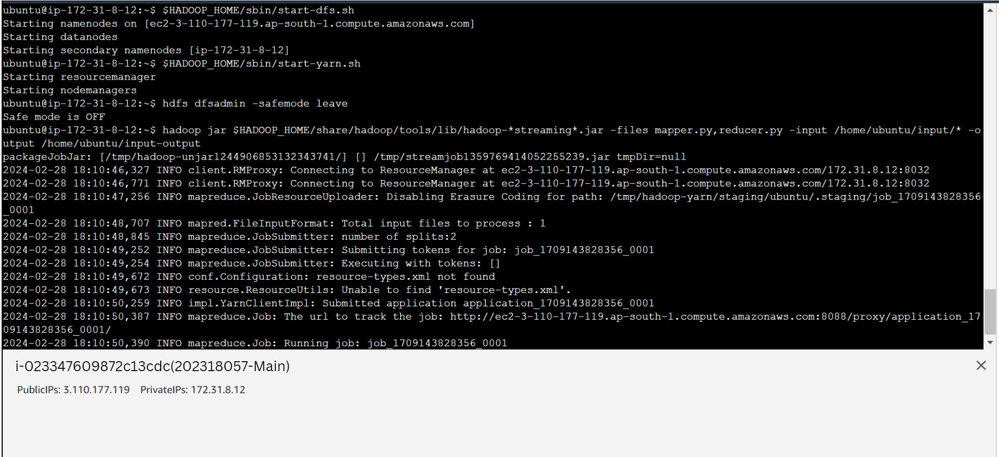 ubuntu@ip-172-31-8-12:~$ $HADOOP_HOME/sbin/start-dfs.sh
Starting namenodes on [ec2-3-110-177-119.ap-south-1.compute.amazonaws.com]
Starting datanodes
Starting secondary namenodes [ip-172-31-8-12]
ubuntu@ip-172-31-8-12:~$ $HADOOP_HOME/sbin/start-yarn.sh
Starting resourcemanager
Starting nodemanagers
ubuntu@ip-172-31-8-12:~$ hdfs dfsadmin -safemode leave
Safe mode is OFF
ubuntu@ip-172-31-8-12:~$ hadoop jar $HADOOP_HOME/share/hadoop/tools/lib/hadoop-*streaming*.jar -files mapper.py,reducer.py -input /home/ubuntu/input/* -o
utput /home/ubuntu/input-output
packageJobJar: [/tmp/hadoop-unjar1244906853132343741/] [] /tmp/streamjob1359769414052255239.jar tmpDir=null
2024-02-28 18:10:46,327 INFO client.RMProxy: Connecting to ResourceManager at ec2-3-110-177-119.ap-south-1.compute.amazonaws.com/172.31.8.12:8032
2024-02-28 18:10:46,771 INFO client.RMProxy: Connecting to ResourceManager at ec2-3-110-177-119.ap-south-1.compute.amazonaws.com/172.31.8.12:8032
2024-02-28 18:10:47,256 INFO mapreduce.JobResourceUploader: Disabling Erasure Coding for path: /tmp/hadoop-yarn/staging/ubuntu/.staging/job_1709143828356
_0001
2024-02-28 18:10:48,707 INFO mapred.FileInputFormat: Total input files to process : 1
2024-02-28 18:10:48,845 INFO mapreduce.JobSubmitter: number of splits:2
2024-02-28 18:10:49,252 INFO mapreduce.JobSubmitter: Submitting tokens for job: job_1709143828356_0001
2024-02-28 18:10:49,254 INFO mapreduce.JobSubmitter: Executing with tokens: []
2024-02-28 18:10:49,672 INFO conf.Configuration: resource-types.xml not found
2024-02-28 18:10:49,673 INFO resource.ResourceUtils: Unable to find 'resource-types.xml'.
2024-02-28 18:10:50,259 INFO impl.YarnClientImpl: Submitted application application_1709143828356_0001
2024-02-28 18:10:50,387 INFO mapreduce.Job: The url to track the job: http://ec2-3-110-177-119.ap-south-1.compute.amazonaws.com:8088/proxy/application_17
09143828356_0001/
2024-02-28 18:10:50,390 INFO mapreduce.Job: Running job: job_1709143828356_0001
i-023347609872c13cdc(202318057-Main)
PublicIPs: 3.110.177.119 PrivateIPs: 172.31.8.12